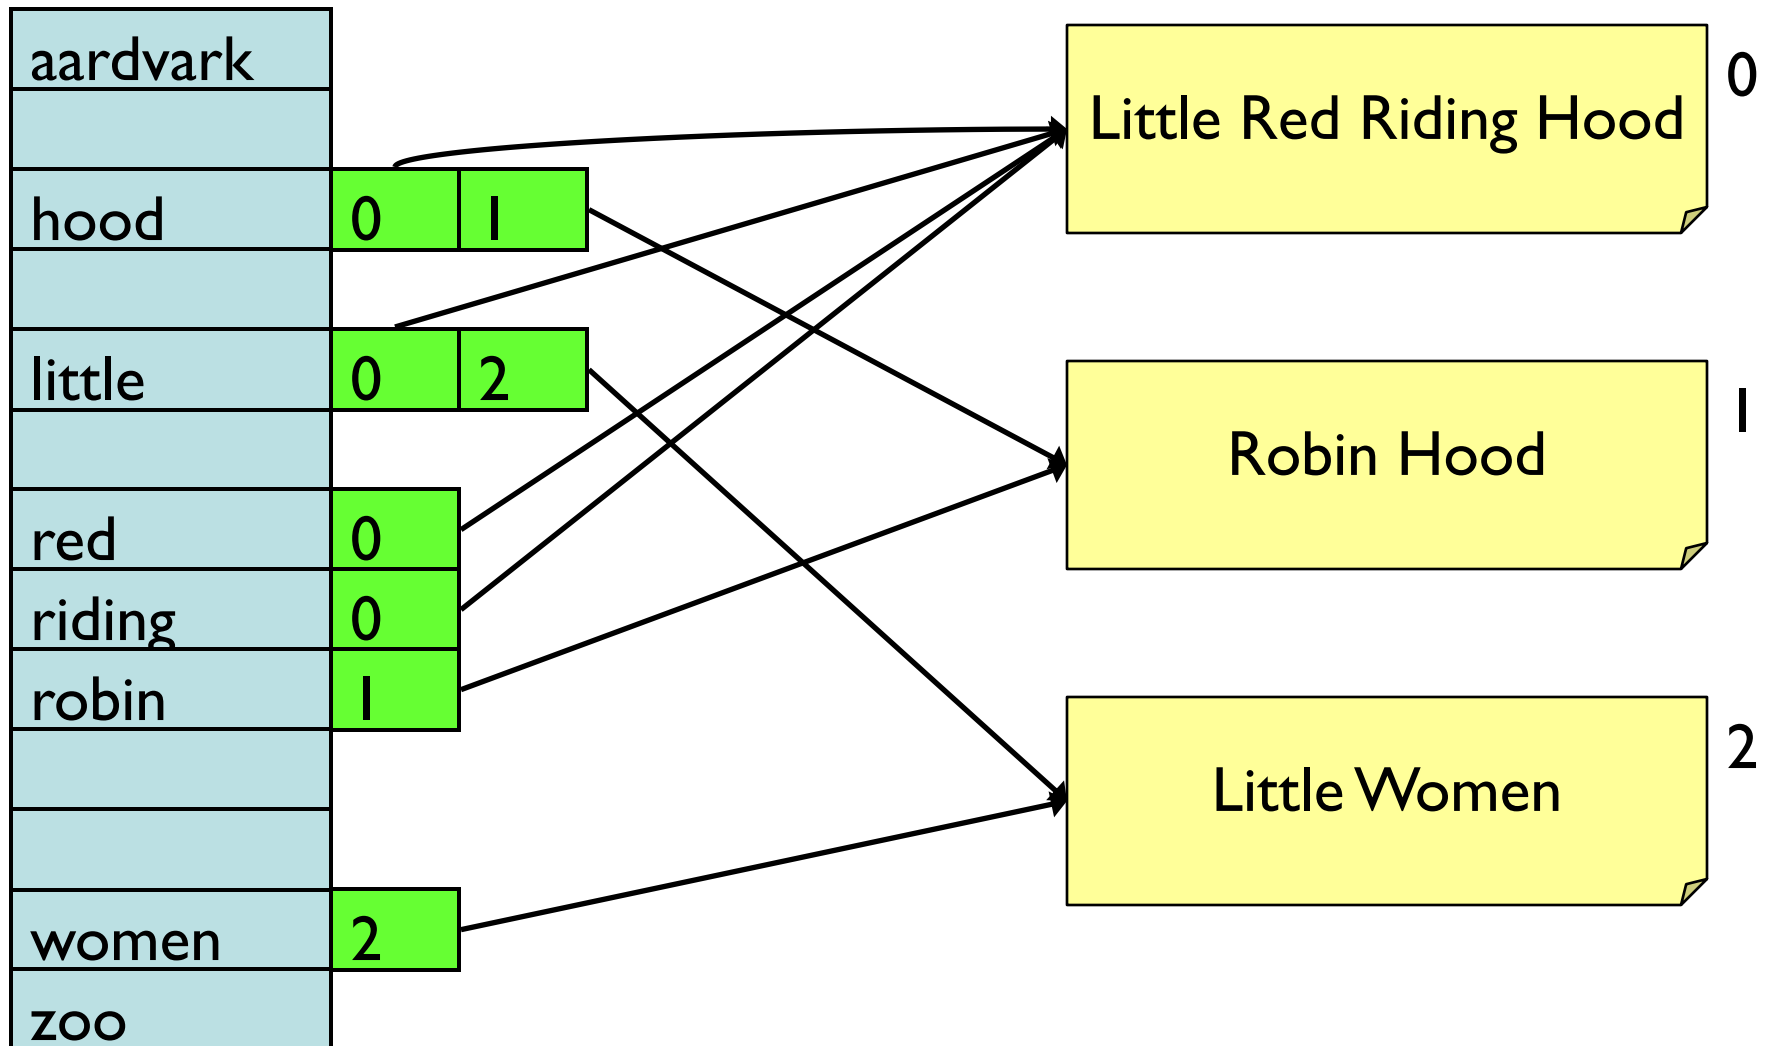 aardvark
hood 0 1
little 0 2
red 0
riding 0
robin 1
women 2
zoo
Little Red Riding Hood 0
Robin Hood 1
Little Women 2